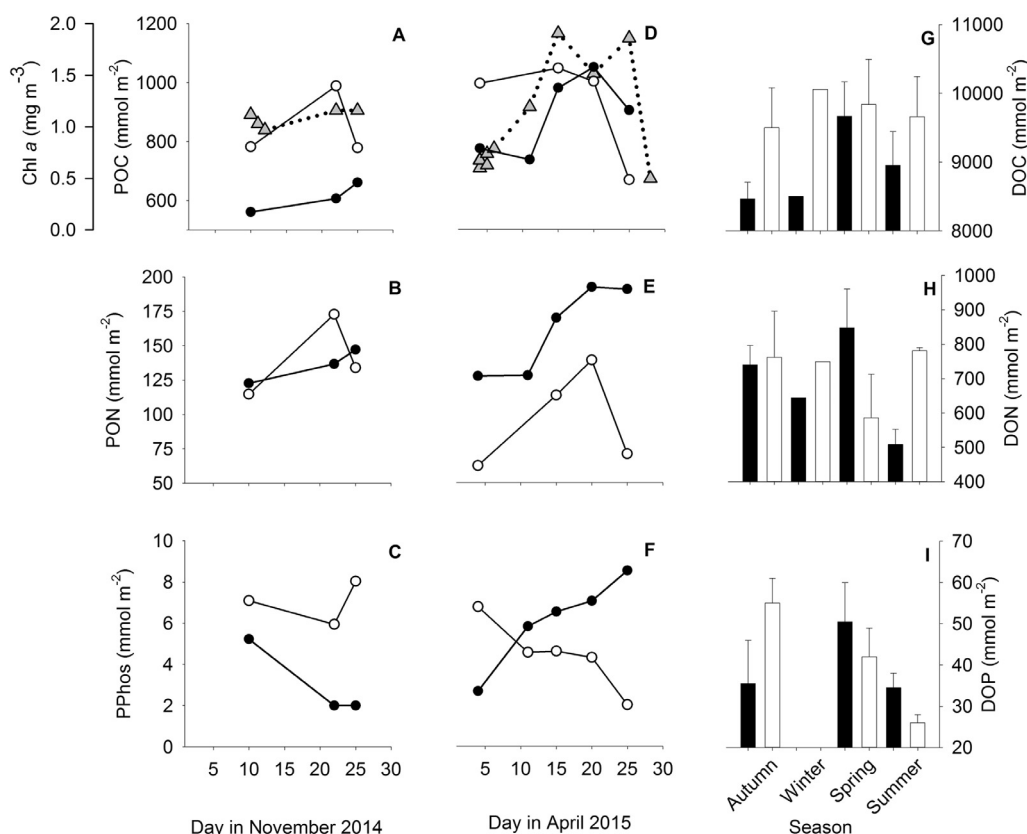 2.0
1.5
1.0
0.5
0.0
Chl a (mg m-3)
1200
1000
800
600
POC (mmol m-2)
A
D
G
11000
10000
9000
8000
DOC (mmol m-2)
200
175
150
125
100
75
50
PON (mmol m-2)
B
E
H
1000
900
800
700
600
500
400
DON (mmol m-2)
10
8
6
4
2
0
PPhos (mmol m-2)
C
F
I
70
60
50
40
30
20
DOP (mmol m-2)
5 10 15 20 25 30
5 10 15 20 25 30
Autumn
Winter
Spring
Summer
Day in November 2014
Day in April 2015
Season